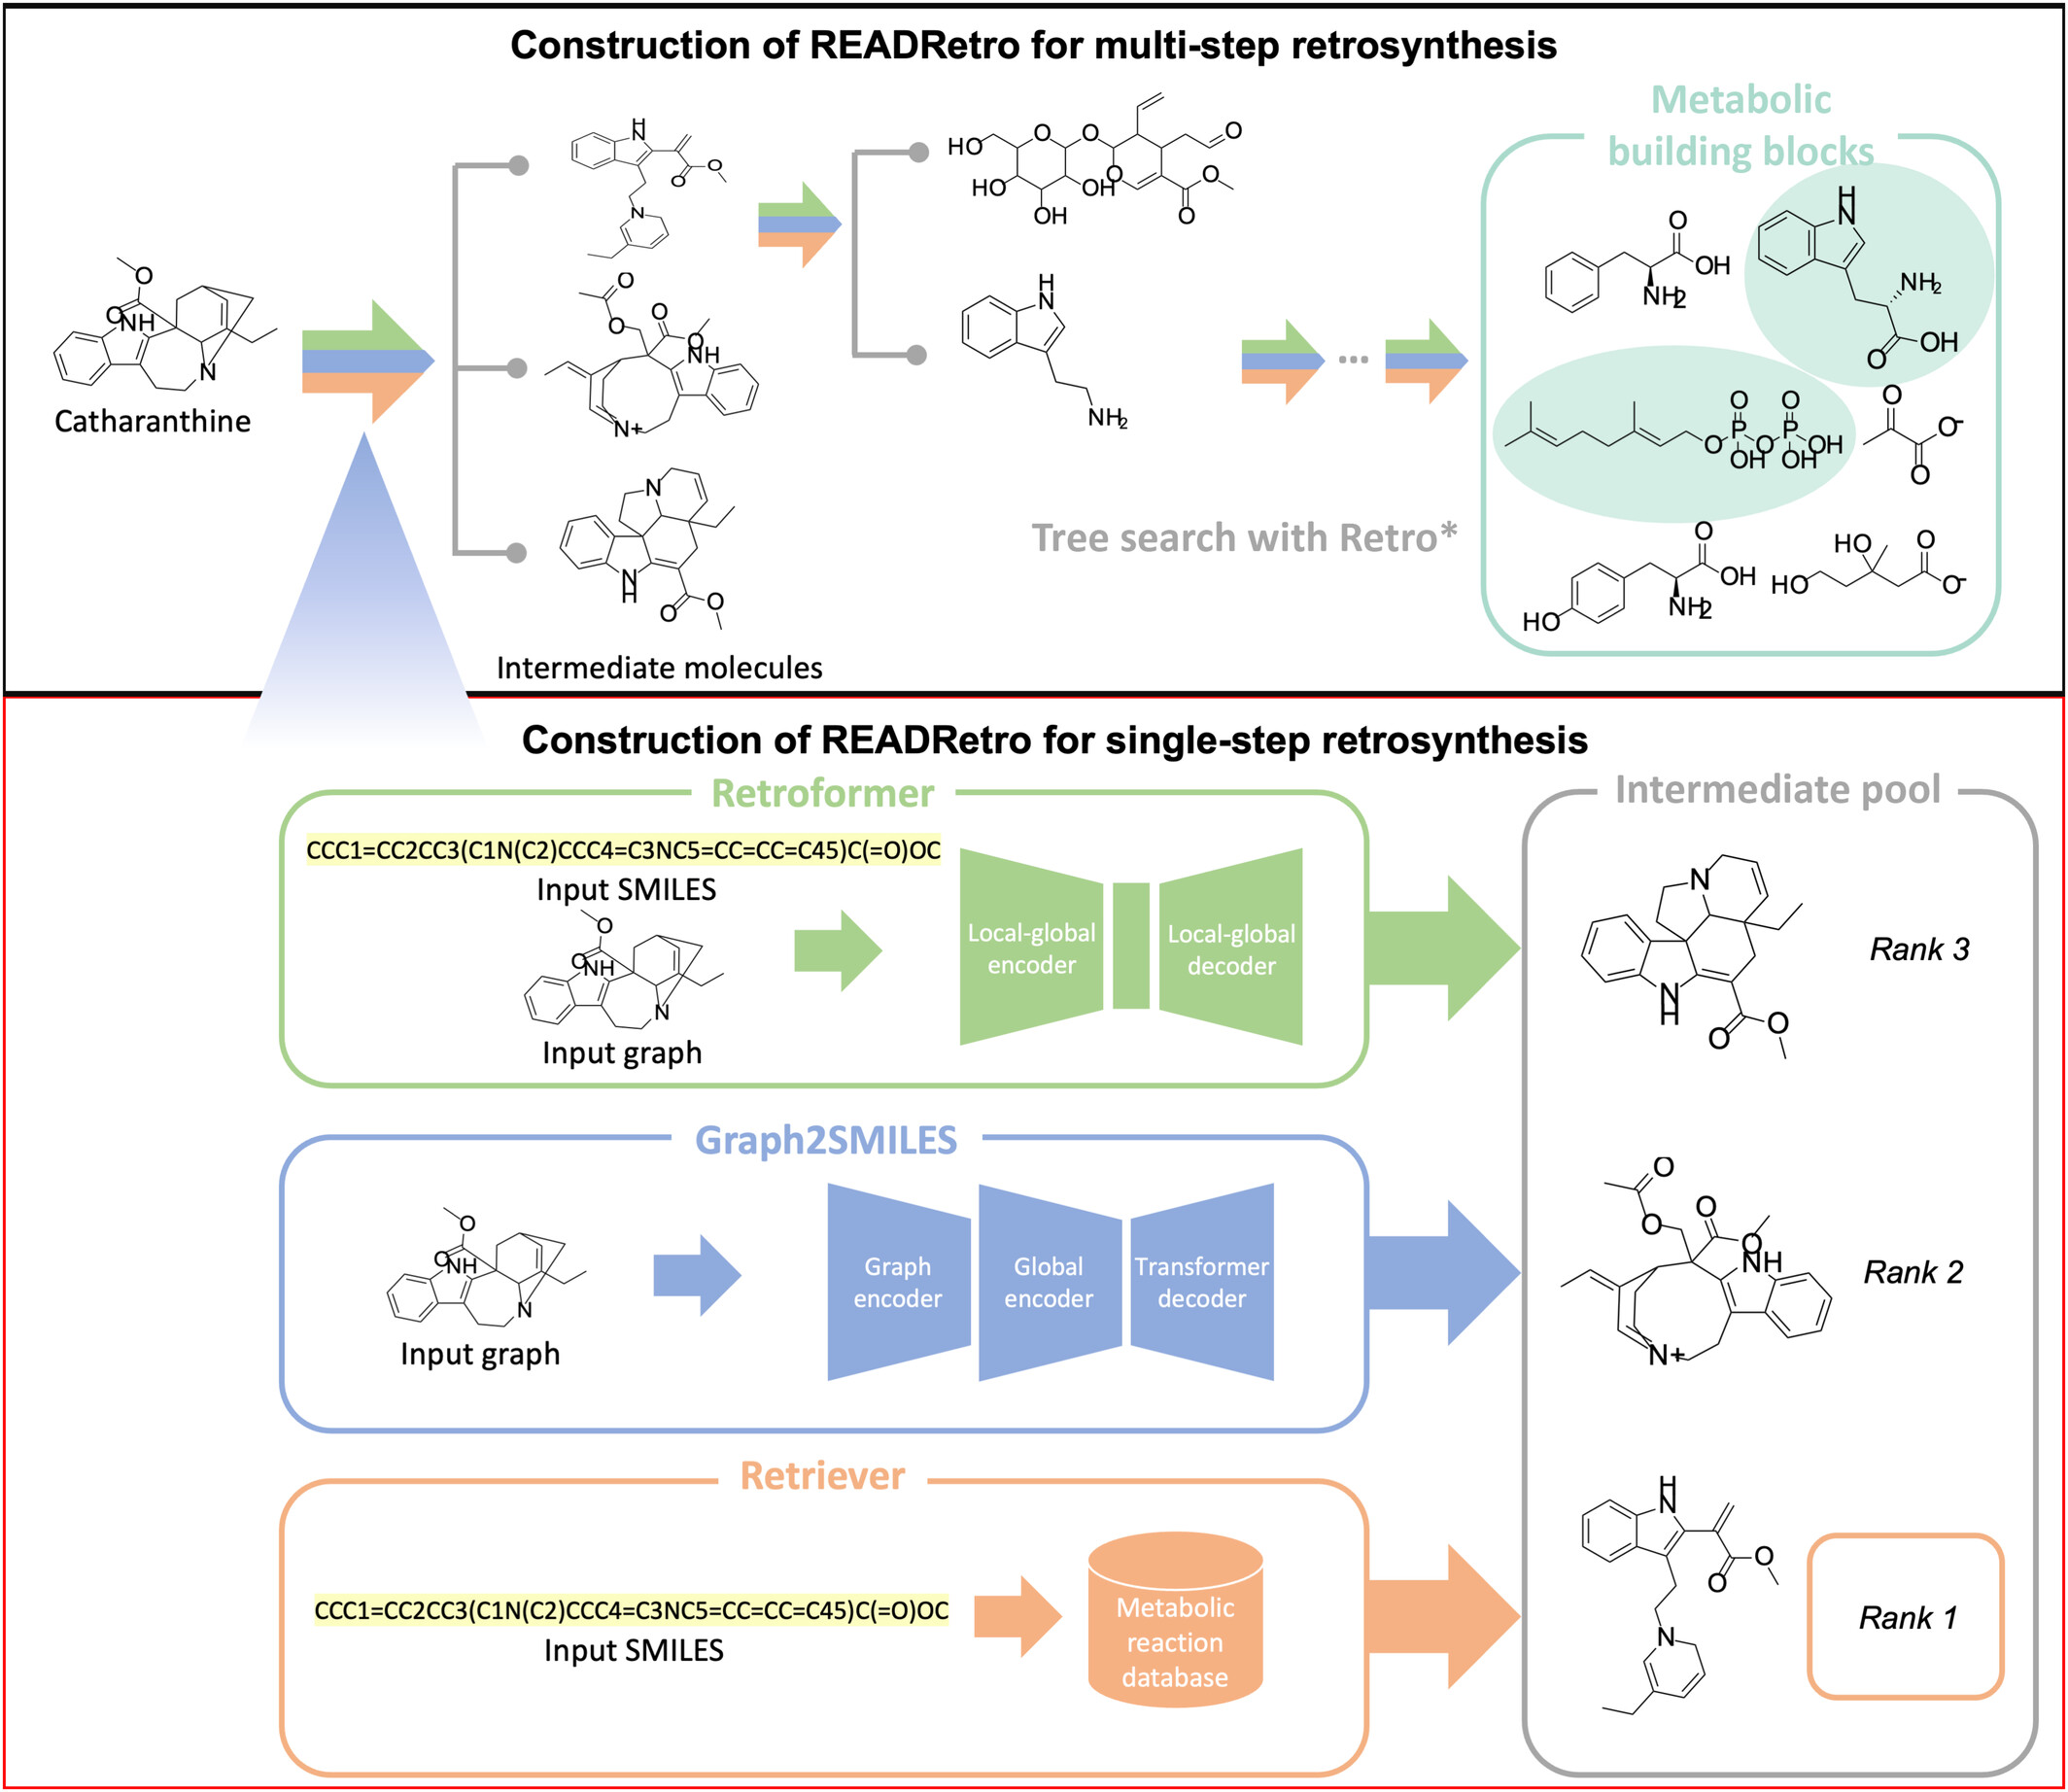 Construction of READRetro for multi-step retrosynthesis
Metabolic
building blocks
Catharanthine
Intermediate molecules
Tree search with Retro*
...
Construction of READRetro for single-step retrosynthesis
Retroformer
CCC1=CC2CC3(C1N(C2)CCC4=C3NC5=CC=CC=C45)C(=O)OC
Input SMILES
Input graph
Local-global
encoder
Local-global
decoder
Graph2SMILES
Input graph
Graph
encoder
Global
encoder
Transformer
decoder
Retriever
CCC1=CC2CC3(C1N(C2)CCC4=C3NC5=CC=CC=C45)C(=O)OC
Input SMILES
Metabolic
reaction
database
Intermediate pool
Rank 3
Rank 2
Rank 1